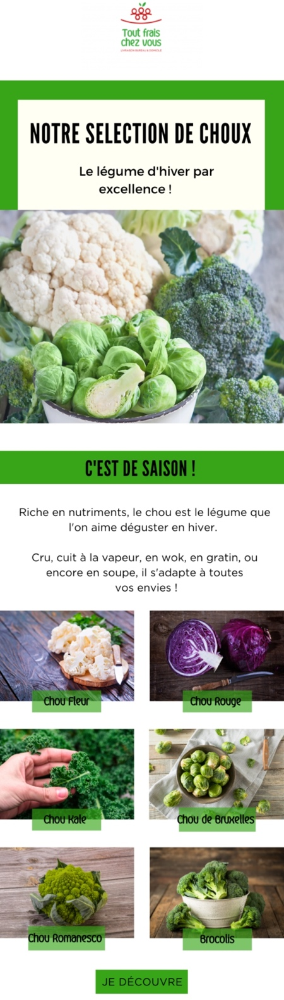 Tout frais
chez vous
LIVRAISON BUREAU & DOMICILE
NOTRE SELECTION DE CHOUX
Le légume d'hiver par
excellence !
C'EST DE SAISON !
Riche en nutriments, le chou est le légume que
l'on aime déguster en hiver.
Cru, cuit à la vapeur, en wok, en gratin, ou
encore en soupe, il s'adapte à toutes
vos envies !
Chou Fleur
Chou Rouge
Chou Kale
Chou de Bruxelles
Chou Romanesco
Brocolis
JE DÉCOUVRE